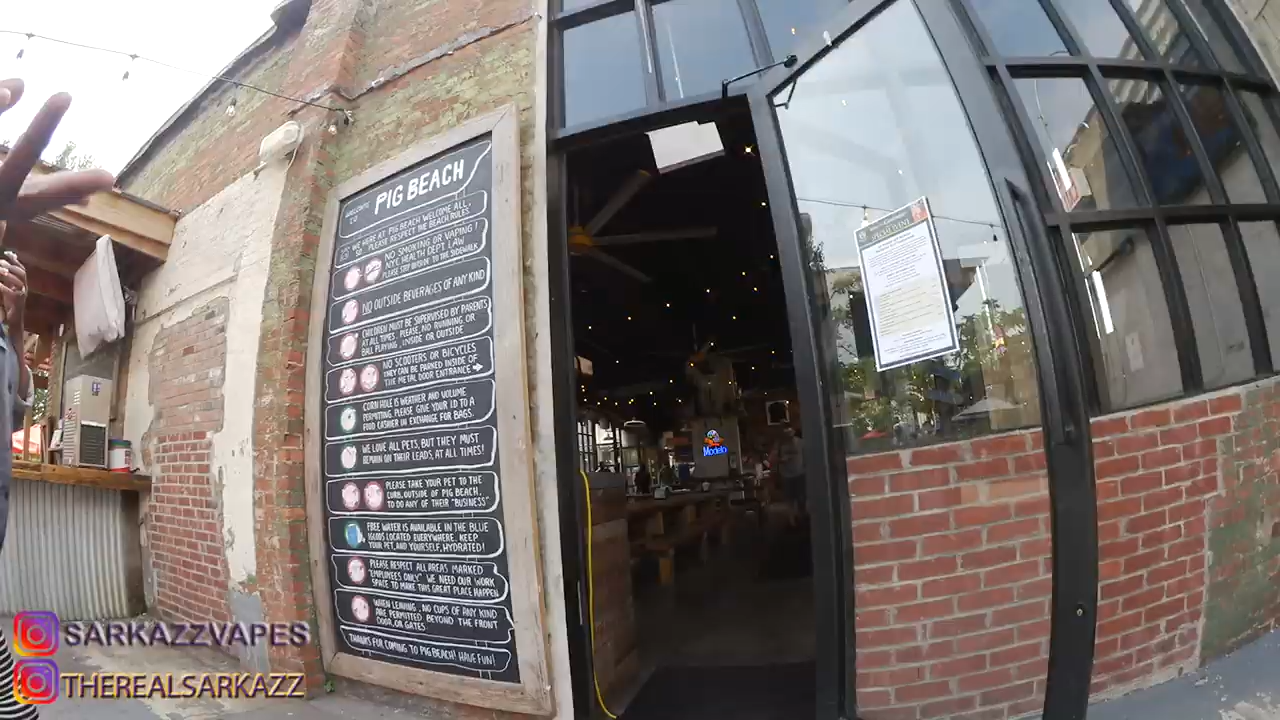 WELCOME TO PIG BEACH
WE HERE AT PIG BEACH WELCOME ALL,
PLEASE RESPECT THE BEACH RULES
NO SMOKING OR VAPING!
NYC HEALTH DEPT. LAW
PLEASE STEP OUTSIDE TO THE SIDEWALK
NO OUTSIDE BEVERAGES OF ANY KIND
CHILDREN MUST BE SUPERVISED BY PARENTS
AT ALL TIMES. PLEASE, NO RUNNING OR
BALL PLAYING, INSIDE OR OUTSIDE
NO SCOOTERS OR BICYCLES
THEY CAN BE PARKED INSIDE OF
THE METAL DOOR ENTRANCE
CORN HOLE IS WEATHER AND VOLUME
PERMITTING. PLEASE GIVE YOUR ID TO A
FOOD CASHIER IN EXCHANGE FOR BAGS.
WE LOVE ALL PETS, BUT THEY MUST
REMAIN ON THEIR LEADS, AT ALL TIMES!
PLEASE TAKE YOUR PET TO THE
CURB, OUTSIDE OF PIG BEACH,
TO DO ANY OF THEIR "BUSINESS"
FREE WATER IS AVAILABLE IN THE BLUE
IGLOOS LOCATED EVERYWHERE. KEEP
YOUR PET, AND YOURSELF, HYDRATED!
PLEASE RESPECT ALL AREAS MARKED
"EMPLOYEES ONLY" WE NEED OUR WORK
SPACE TO MAKE THIS GREAT PLACE HAPPEN
WHEN LEAVING, NO CUPS OF ANY KIND
ARE PERMITTED BEYOND THE FRONT
DOOR, OR GATES
THANKS FOR COMING TO PIG BEACH! HAVE FUN!
Modelo
SPECIAL EVENT
SARKAZZVAPES
THEREALSARKAZZ